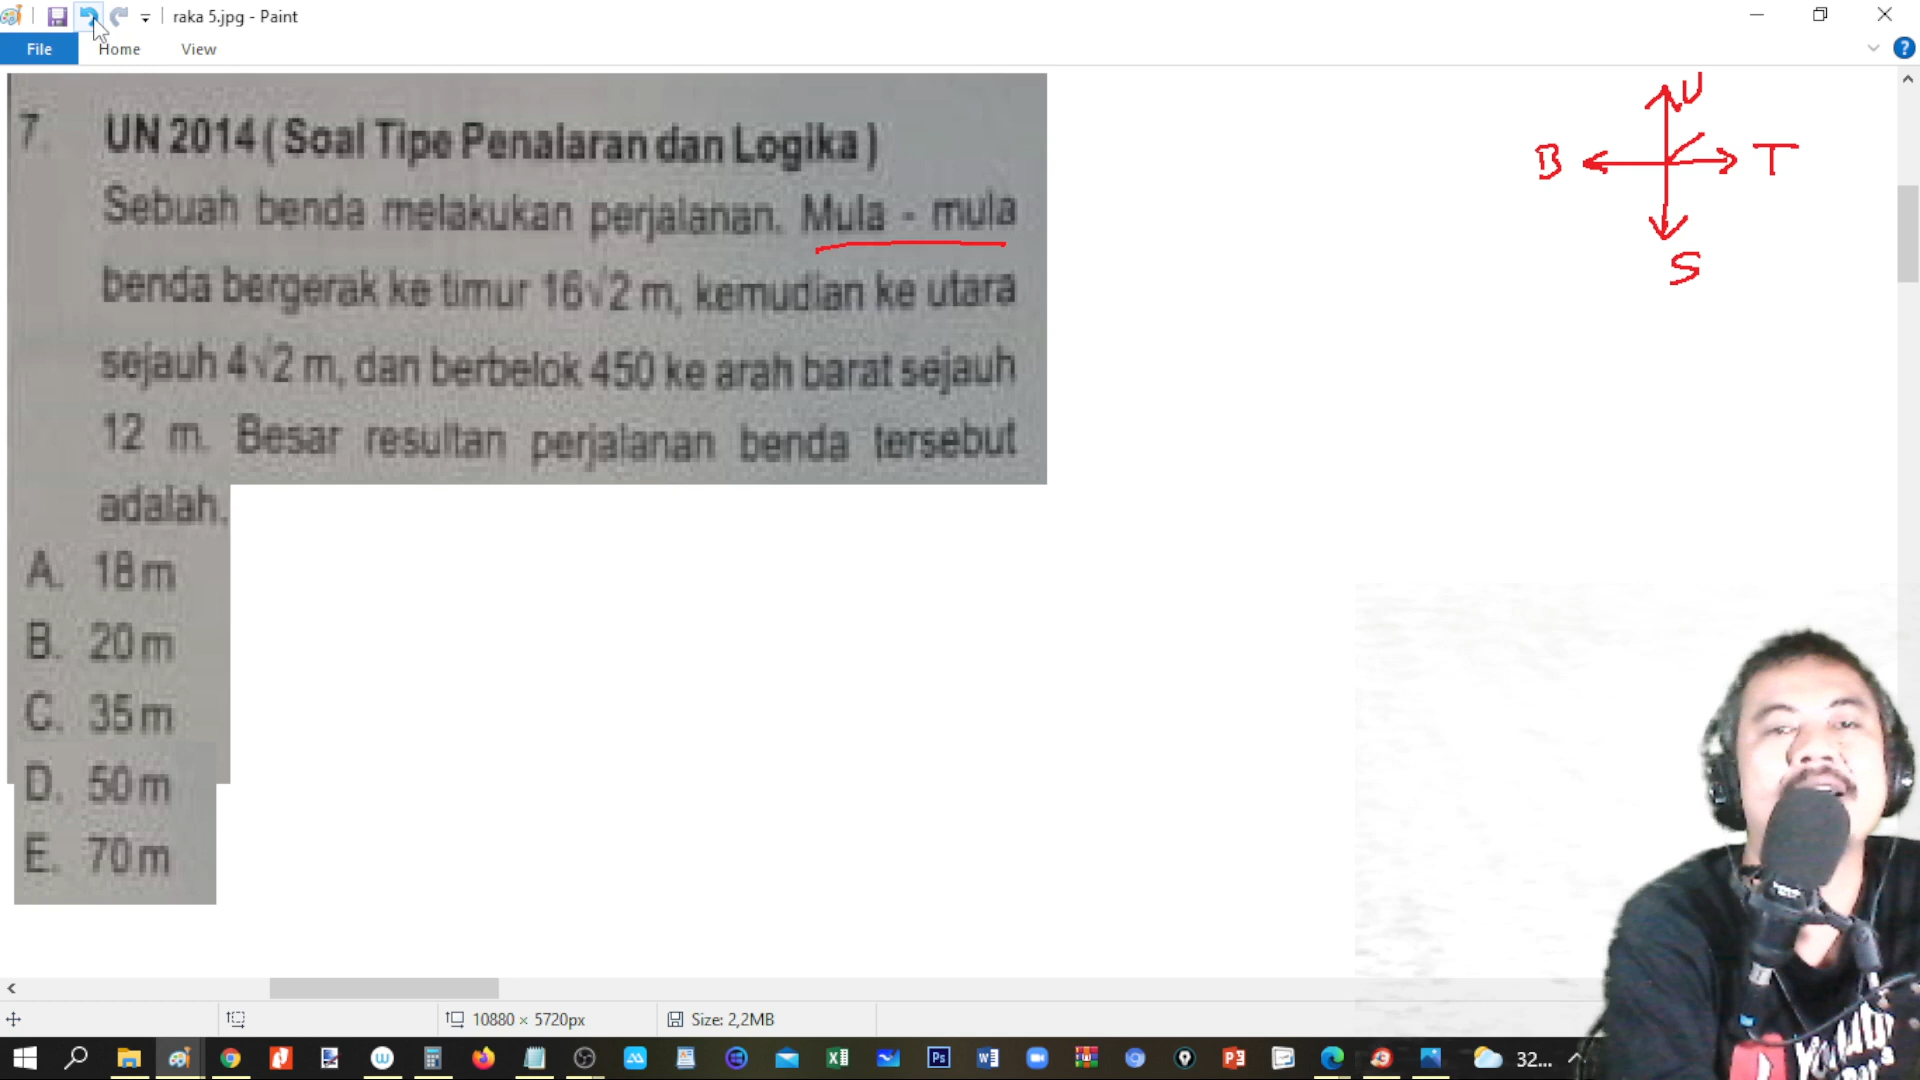 raka 5.jpg - Paint
File Home View
7. UN 2014 ( Soal Tipe Penalaran dan Logika )
Sebuah benda melakukan perjalanan. Mula - mula
benda bergerak ke timur 16√2 m, kemudian ke utara
sejauh 4√2 m, dan berbelok 450 ke arah barat sejauh
12 m. Besar resultan perjalanan benda tersebut
adalah.
A. 18 m
B. 20 m
C. 35 m
D. 50 m
E. 70 m
U
B T
S
10880 × 5720px Size: 2,2MB
32...